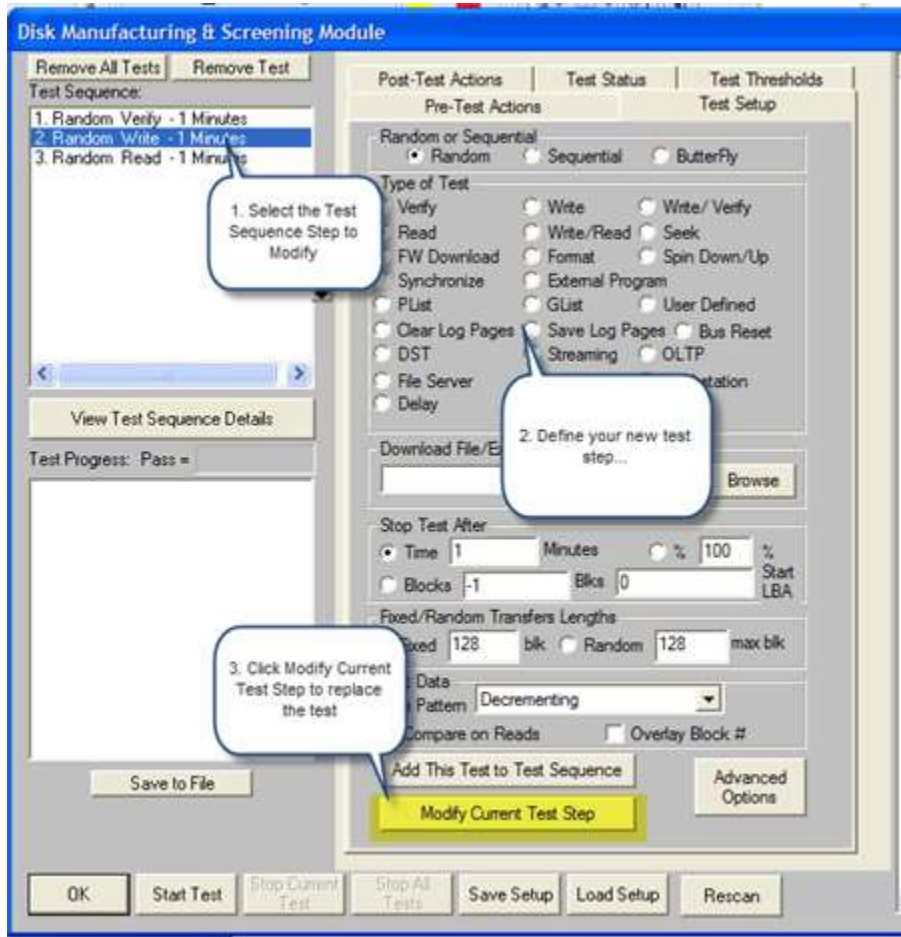 Disk Manufacturing & Screening Module
Remove All Tests Remove Test
Test Sequence:
1. Random Verify - 1 Minutes
2. Random Write - 1 Minutes
3. Random Read - 1 Minutes
1. Select the Test
Sequence Step to
Modify
View Test Sequence Details
Test Progress: Pass =
Save to File
Post-Test Actions Test Status Test Thresholds
Pre-Test Actions Test Setup
Random or Sequential
Random Sequential ButterFly
Type of Test
Verify Write Write/ Verify
Read Write/Read Seek
FW Download Format Spin Down/Up
Synchronize External Program
PList GList User Defined
Clear Log Pages Save Log Pages Bus Reset
DST Streaming OLTP
File Server
Delay
2. Define your new test
step...
Download File/
Browse
Stop Test After
Time 1 Minutes % 100 %
Blocks -1 Blks 0 Start
LBA
Fixed/Random Transfers Lengths
128 blk Random 128 max blk
Data
Pattern Decrementing
Compare on Reads Overlay Block #
3. Click Modify Current
Test Step to replace
the test
Add This Test to Test Sequence
Modify Current Test Step
Advanced
Options
OK Start Test Stop Current
Test Stop All
Tests Save Setup Load Setup Rescan